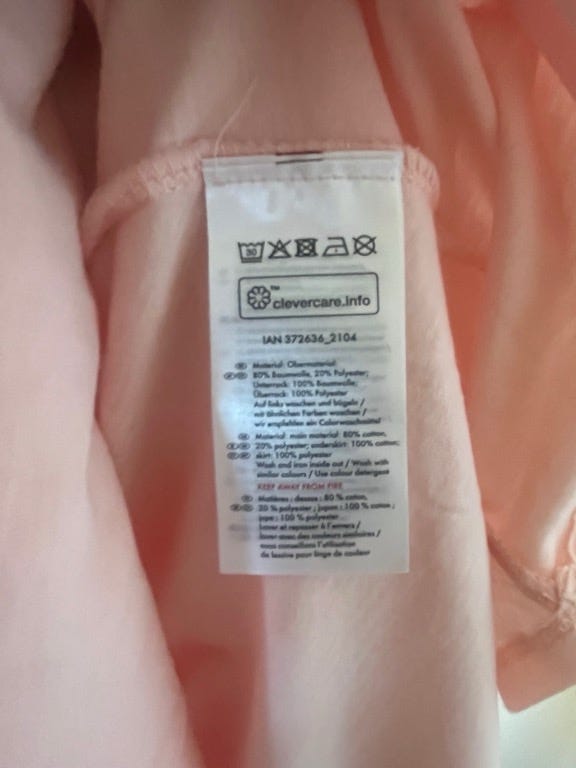 30
clevercare.info™
IAN 372636_2104
Material: Obermaterial:
80% Baumwolle, 20% Polyester;
Unterrock: 100% Baumwolle;
Überrock: 100% Polyester
Auf links waschen und bügeln /
mit ähnlichen Farben waschen /
wir empfehlen ein Colorwaschmittel
Material: main material: 80% cotton,
20% polyester; underskirt: 100% cotton;
skirt: 100% polyester
Wash and iron inside out / Wash with
similar colours / Use colour detergent
KEEP AWAY FROM FIRE
Matières : dessus : 80 % coton,
20 % polyester ; jupon : 100 % coton ;
jupe : 100 % polyester
Laver et repasser à l'envers /
laver avec des couleurs similaires /
nous conseillons l'utilisation
de lessive pour linge de couleur